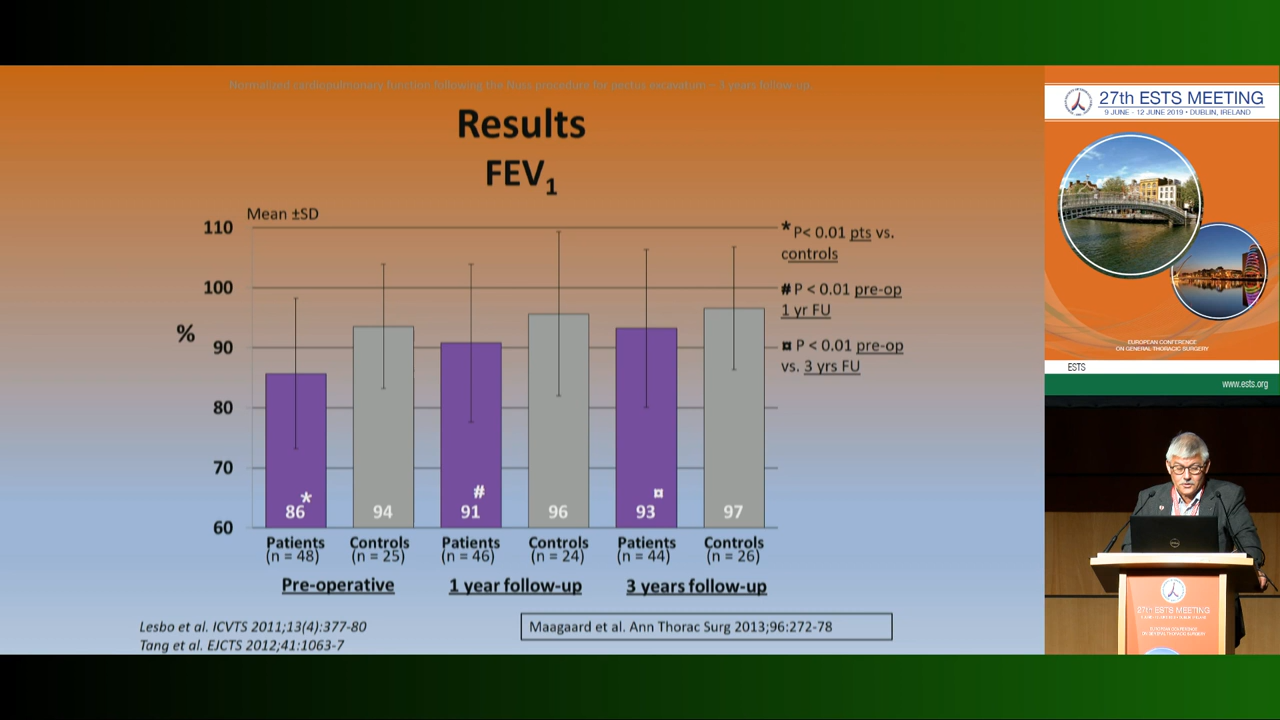 Normalized cardiopulmonary function following the Nuss procedure for pectus excavatum – 3 years follow-up.
Results
FEV1
Mean ±SD
110
100
%
90
80
70
60
* P< 0.01 pts vs.
controls
# P < 0.01 pre-op
1 yr FU
¤ P < 0.01 pre-op
vs. 3 yrs FU
* # ¤
86 94 91 96 93 97
Patients Controls Patients Controls Patients Controls
(n = 48) (n = 25) (n = 46) (n = 24) (n = 44) (n = 26)
Pre-operative 1 year follow-up 3 years follow-up
Lesbo et al. ICVTS 2011;13(4):377-80
Tang et al. EJCTS 2012;41:1063-7
Maagaard et al. Ann Thorac Surg 2013;96:272-78
27th ESTS MEETING
9 JUNE - 12 JUNE 2019 • DUBLIN, IRELAND
EUROPEAN CONFERENCE
ON GENERAL THORACIC SURGERY
ESTS
www.ests.org
27th ESTS MEETING